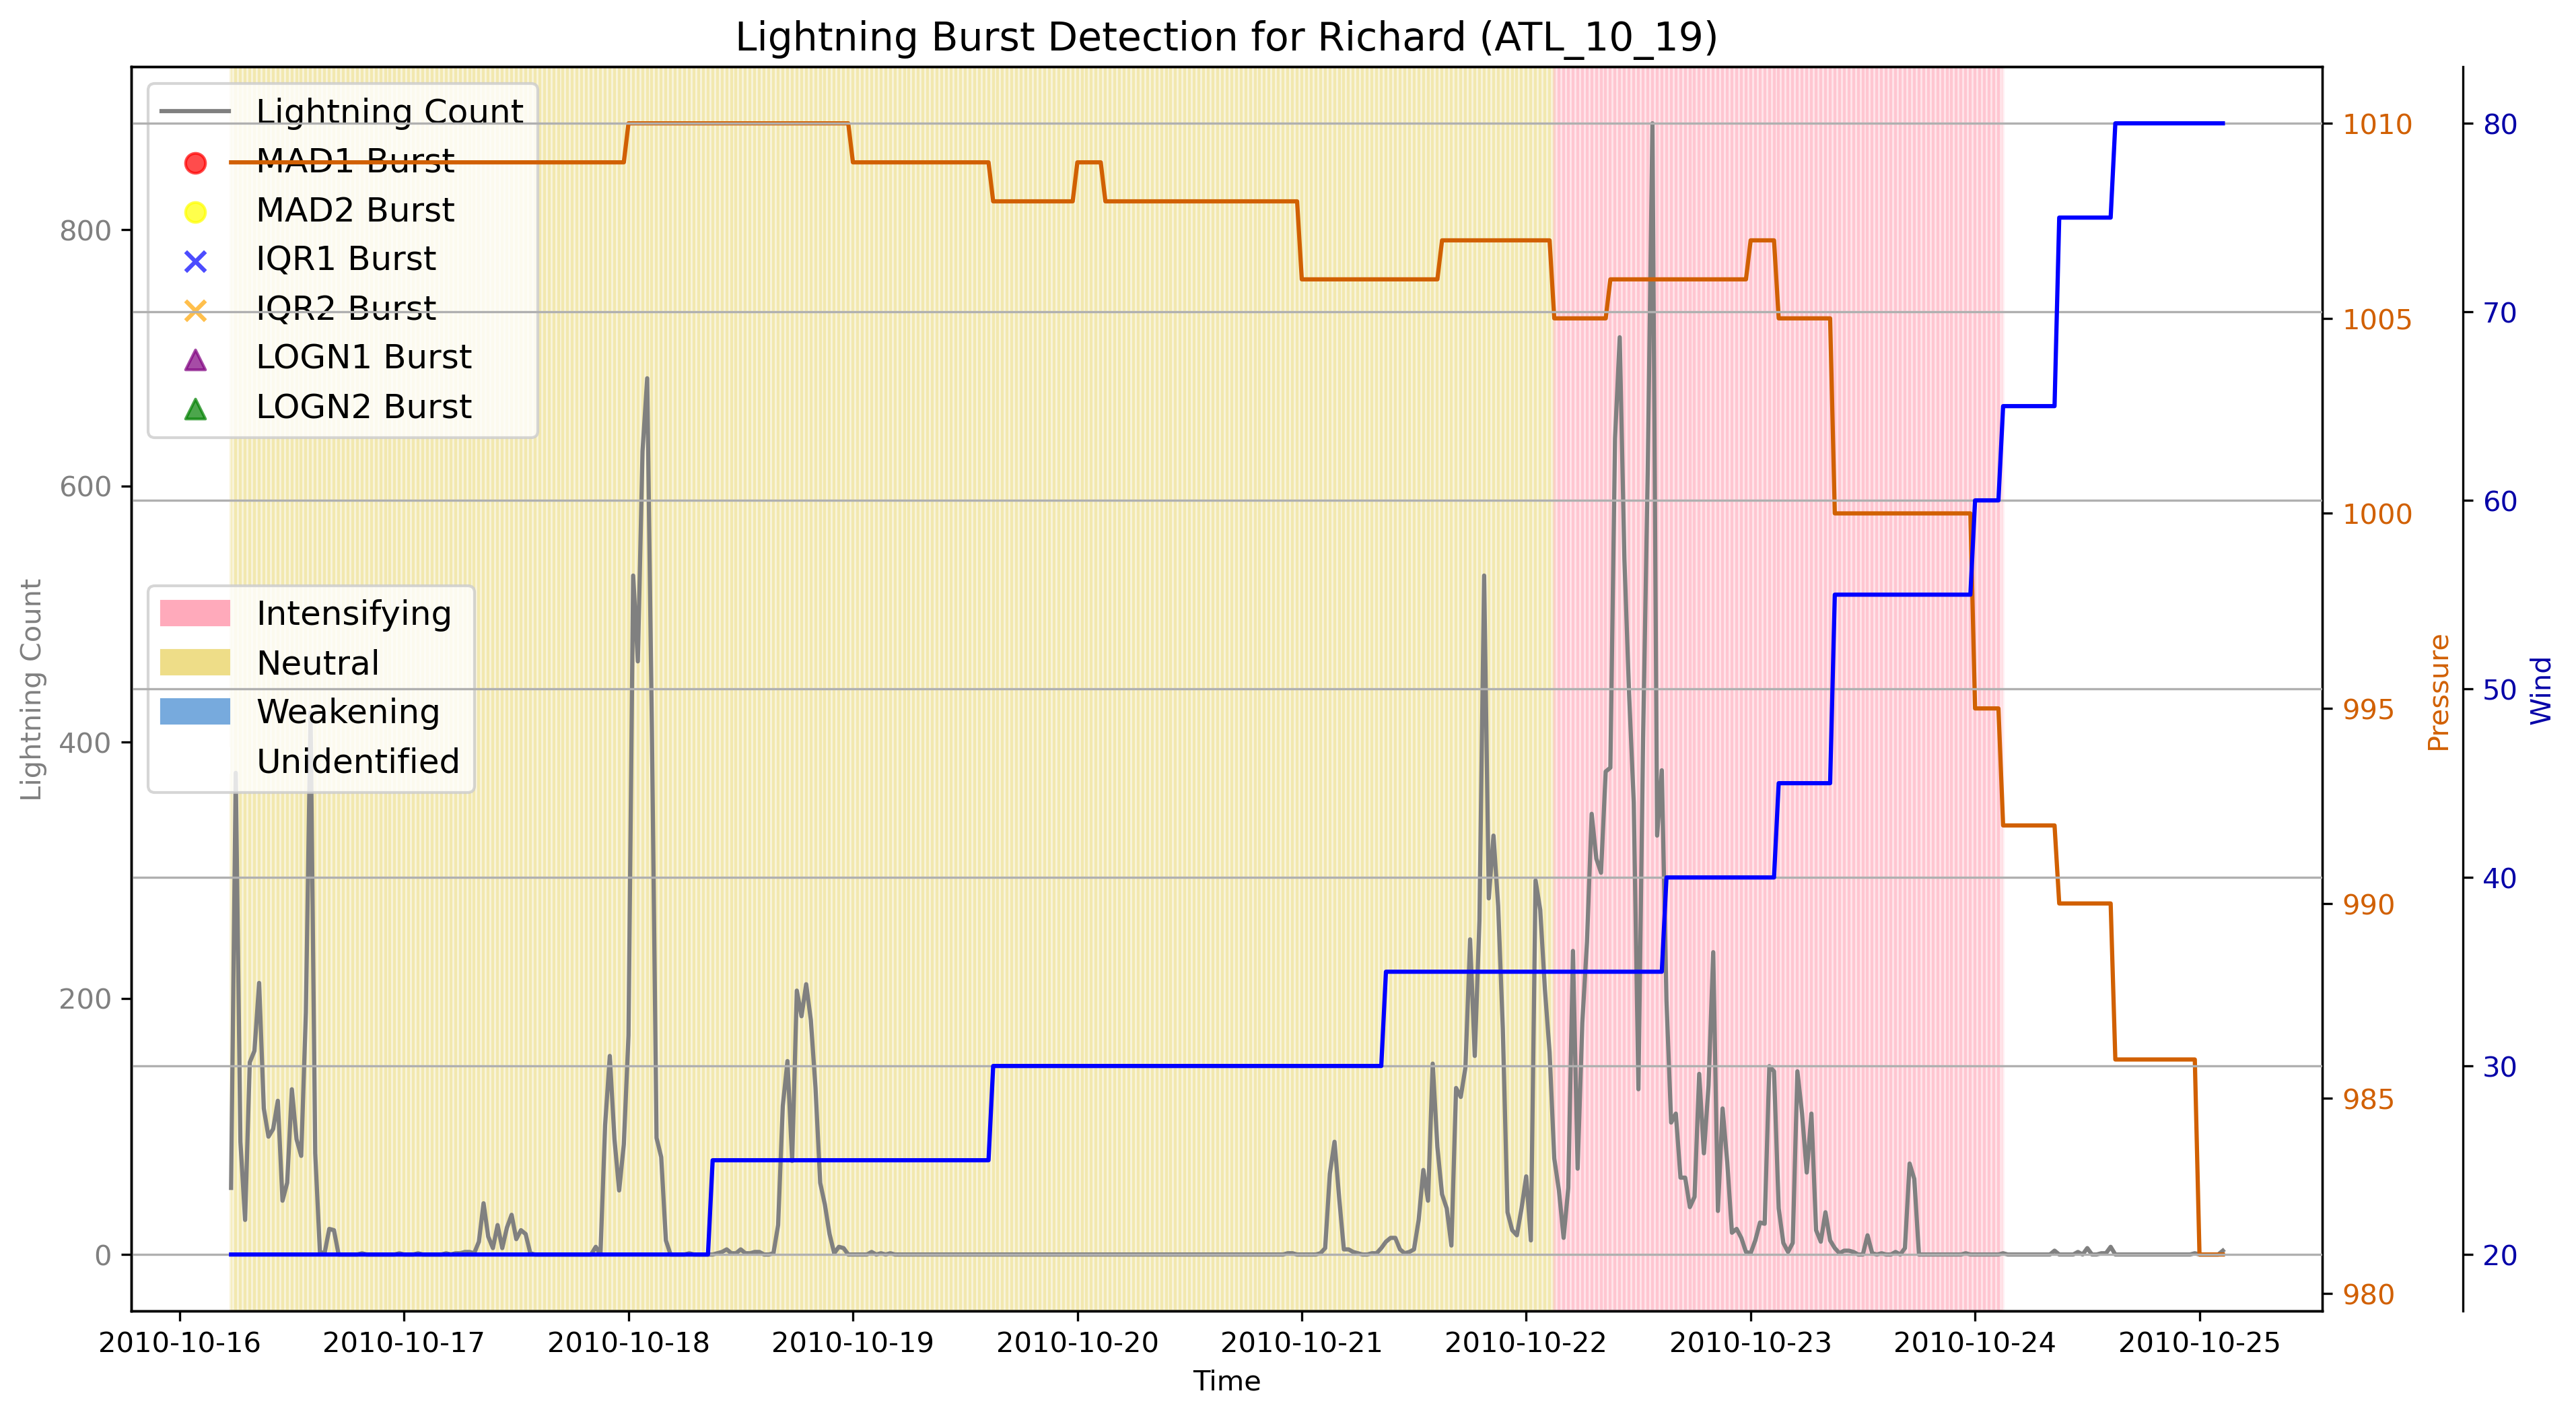 Lightning Burst Detection for Richard (ATL_10_19)
Lightning Count
MAD1 Burst
MAD2 Burst
IQR1 Burst
IQR2 Burst
LOGN1 Burst
LOGN2 Burst
Intensifying
Neutral
Weakening
Unidentified
Lightning Count
800
600
400
200
0
1010
1005
1000
995
990
985
980
Pressure
80
70
60
50
40
30
20
Wind
2010-10-16 2010-10-17 2010-10-18 2010-10-19 2010-10-20 2010-10-21 2010-10-22 2010-10-23 2010-10-24 2010-10-25
Time